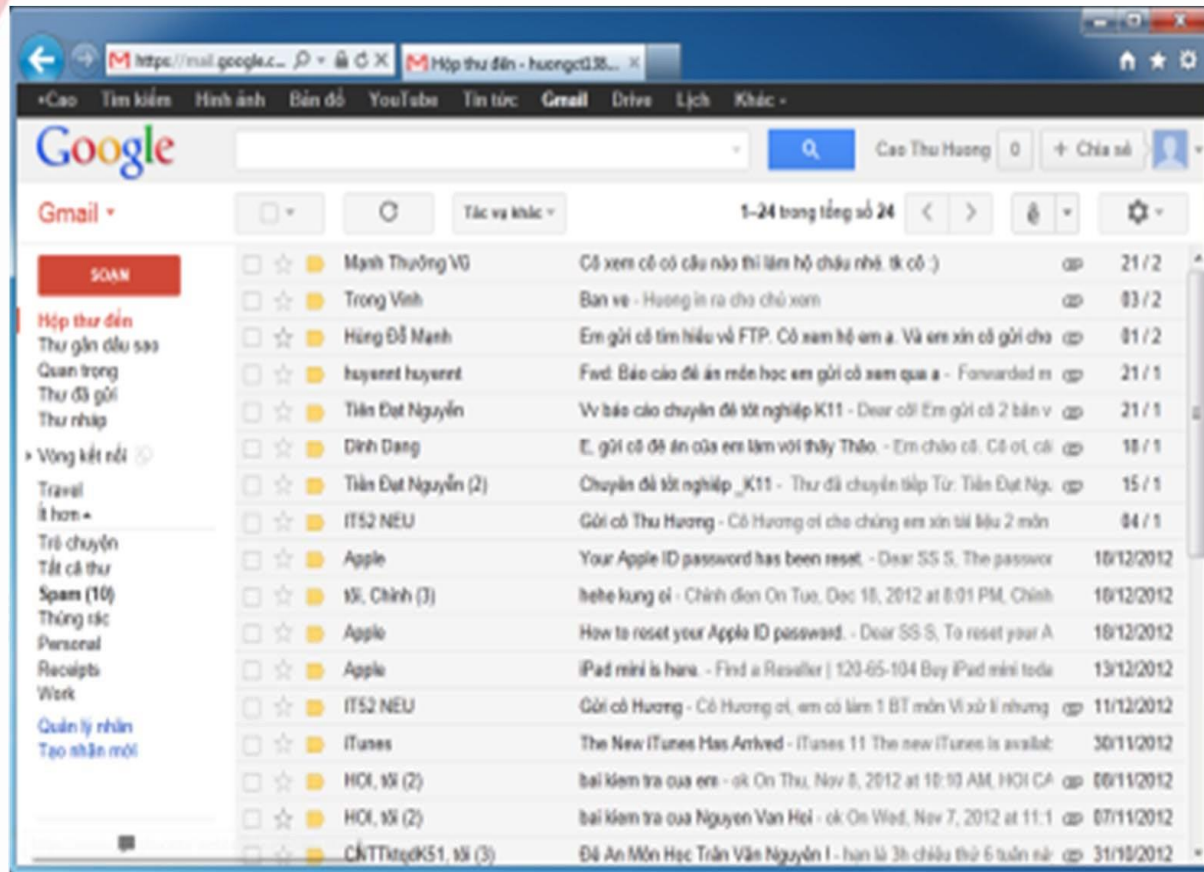 https://mail.google.c... Hộp thư đến - huongct138...
+Cao Tìm kiếm Hình ảnh Bản đồ YouTube Tin tức Gmail Drive Lịch Khác
Google Cao Thu Huong 0 + Chia sẻ
Gmail Tác vụ khác 1–24 trong tổng số 24
SOẠN
Hộp thư đến
Thư gắn dấu sao
Quan trọng
Thư đã gửi
Thư nháp
Vòng kết nối
Travel
Ít hơn
Trò chuyện
Tất cả thư
Spam (10)
Thùng rác
Personal
Receipts
Work
Quản lý nhãn
Tạo nhãn mới
Mạnh Thường Vũ Cô xem cô có câu nào thì làm hộ cháu nhé. tk cô :) 21/2
Trong Vinh Ban ve - Huong in ra cho chú xem 03/2
Hùng Đỗ Mạnh Em gửi cô tìm hiểu về FTP. Cô xem hộ em a. Và em xin cô gửi cho 01/2
huyennt huyennt Fwd: Báo cáo đề án môn học em gửi cô xem qua a - Forwarded m 21/1
Tiến Đạt Nguyễn Vv báo cáo chuyên đề tốt nghiệp K11 - Dear cô! Em gửi cô 2 bản v 21/1
Dinh Dang E, gửi cô đề án của em làm với thầy Thảo. - Em chào cô. Cô ơi, cái 18/1
Tiến Đạt Nguyễn (2) Chuyên đề tốt nghiệp _K11 - Thư đã chuyển tiếp Từ: Tiến Đạt Ngu 15/1
IT52 NEU Gửi cô Thu Hương - Cô Hương ơi cho chúng em xin tài liệu 2 môn 04/1
Apple Your Apple ID password has been reset. - Dear SS S, The passwor 18/12/2012
tôi, Chinh (3) hehe kung oi - Chinh dien On Tue, Dec 18, 2012 at 8:01 PM, Chinh 18/12/2012
Apple How to reset your Apple ID password. - Dear SS S, To reset your A 18/12/2012
Apple iPad mini is here. - Find a Reseller | 120-65-104 Buy iPad mini toda 13/12/2012
IT52 NEU Gửi cô Hương - Cô Hương ơi, em có làm 1 BT môn Vi xử lí nhưng 11/12/2012
iTunes The New iTunes Has Arrived - iTunes 11 The new iTunes is availab 30/11/2012
HOI, tôi (2) bai kiem tra cua em - ok On Thu, Nov 8, 2012 at 10:10 AM, HOI CA 08/11/2012
HOI, tôi (2) bai kiem tra cua Nguyen Van Hoi - ok On Wed, Nov 7, 2012 at 11:1 07/11/2012
CNTTktqdK51, tôi (3) Đề Án Môn Học Trần Văn Nguyên I - hạn là 3h chiều thứ 6 tuần này 31/10/2012